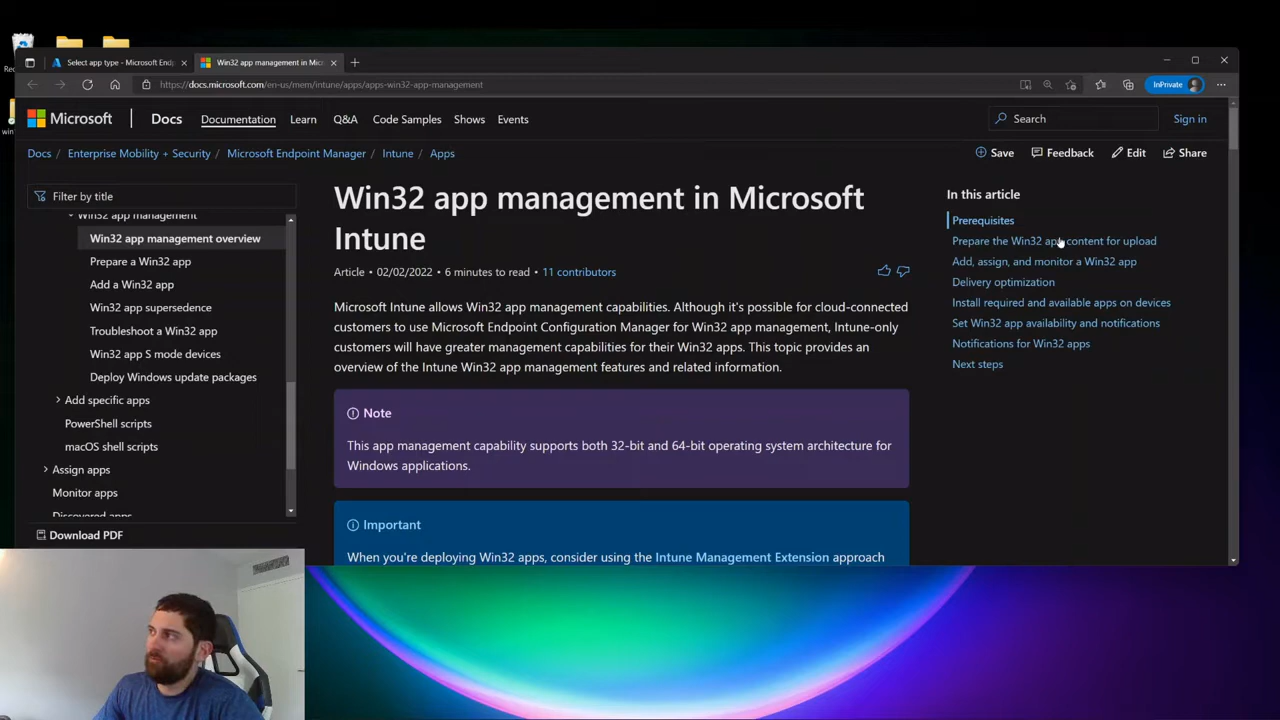 Rec
win
Select app type - Microsoft Endp
Win32 app management in Mic
https://docs.microsoft.com/en-us/mem/intune/apps/apps-win32-app-management
InPrivate
Microsoft
Docs
Documentation
Learn
Q&A
Code Samples
Shows
Events
Search
Sign in
Docs / Enterprise Mobility + Security / Microsoft Endpoint Manager / Intune / Apps
Save
Feedback
Edit
Share
Filter by title
Win32 app management
Win32 app management overview
Prepare a Win32 app
Add a Win32 app
Win32 app supersedence
Troubleshoot a Win32 app
Win32 app S mode devices
Deploy Windows update packages
Add specific apps
PowerShell scripts
macOS shell scripts
Assign apps
Monitor apps
Discovered apps
Download PDF
Win32 app management in Microsoft
Intune
Article • 02/02/2022 • 6 minutes to read • 11 contributors
Microsoft Intune allows Win32 app management capabilities. Although it's possible for cloud-connected
customers to use Microsoft Endpoint Configuration Manager for Win32 app management, Intune-only
customers will have greater management capabilities for their Win32 apps. This topic provides an
overview of the Intune Win32 app management features and related information.
Note
This app management capability supports both 32-bit and 64-bit operating system architecture for
Windows applications.
Important
When you're deploying Win32 apps, consider using the Intune Management Extension approach
In this article
Prerequisites
Prepare the Win32 app content for upload
Add, assign, and monitor a Win32 app
Delivery optimization
Install required and available apps on devices
Set Win32 app availability and notifications
Notifications for Win32 apps
Next steps